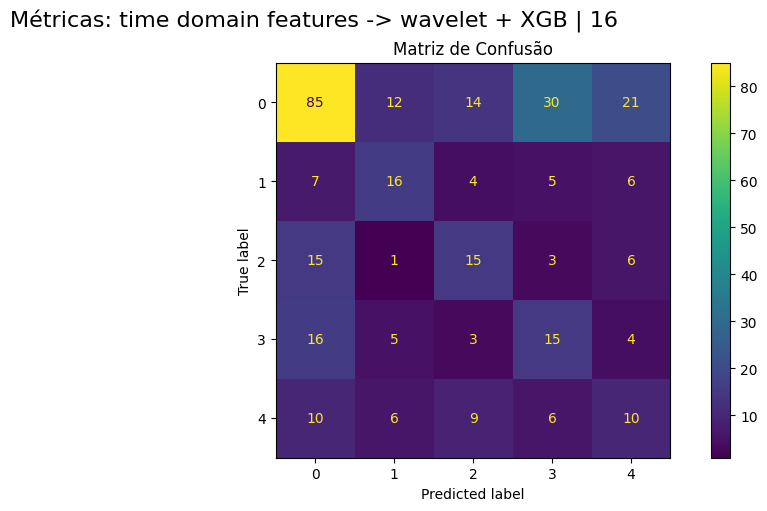 Métricas: time domain features -> wavelet + XGB | 16
Matriz de Confusão
0 85 12 14 30 21
1 7 16 4 5 6
2 15 1 15 3 6
3 16 5 3 15 4
4 10 6 9 6 10
0 1 2 3 4
True label
Predicted label
80
70
60
50
40
30
20
10